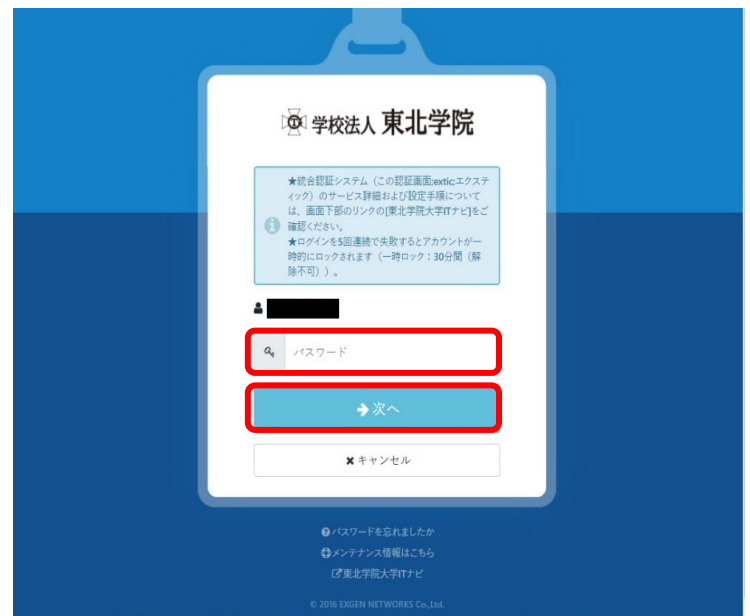 学校法人 東北学院
★統合認証システム（この認証画面:extic:エクステ
ィック）のサービス詳細および設定手順について
は、画面下部のリンクの[東北学院大学ITナビ]をご
確認ください。
★ログインを5回連続で失敗するとアカウントが一
時的にロックされます（一時ロック：30分間（解
除不可））。
パスワード
次へ
キャンセル
パスワードを忘れましたか
メンテナンス情報はこちら
東北学院大学ITナビ
© 2016 EXGEN NETWORKS Co.,Ltd.